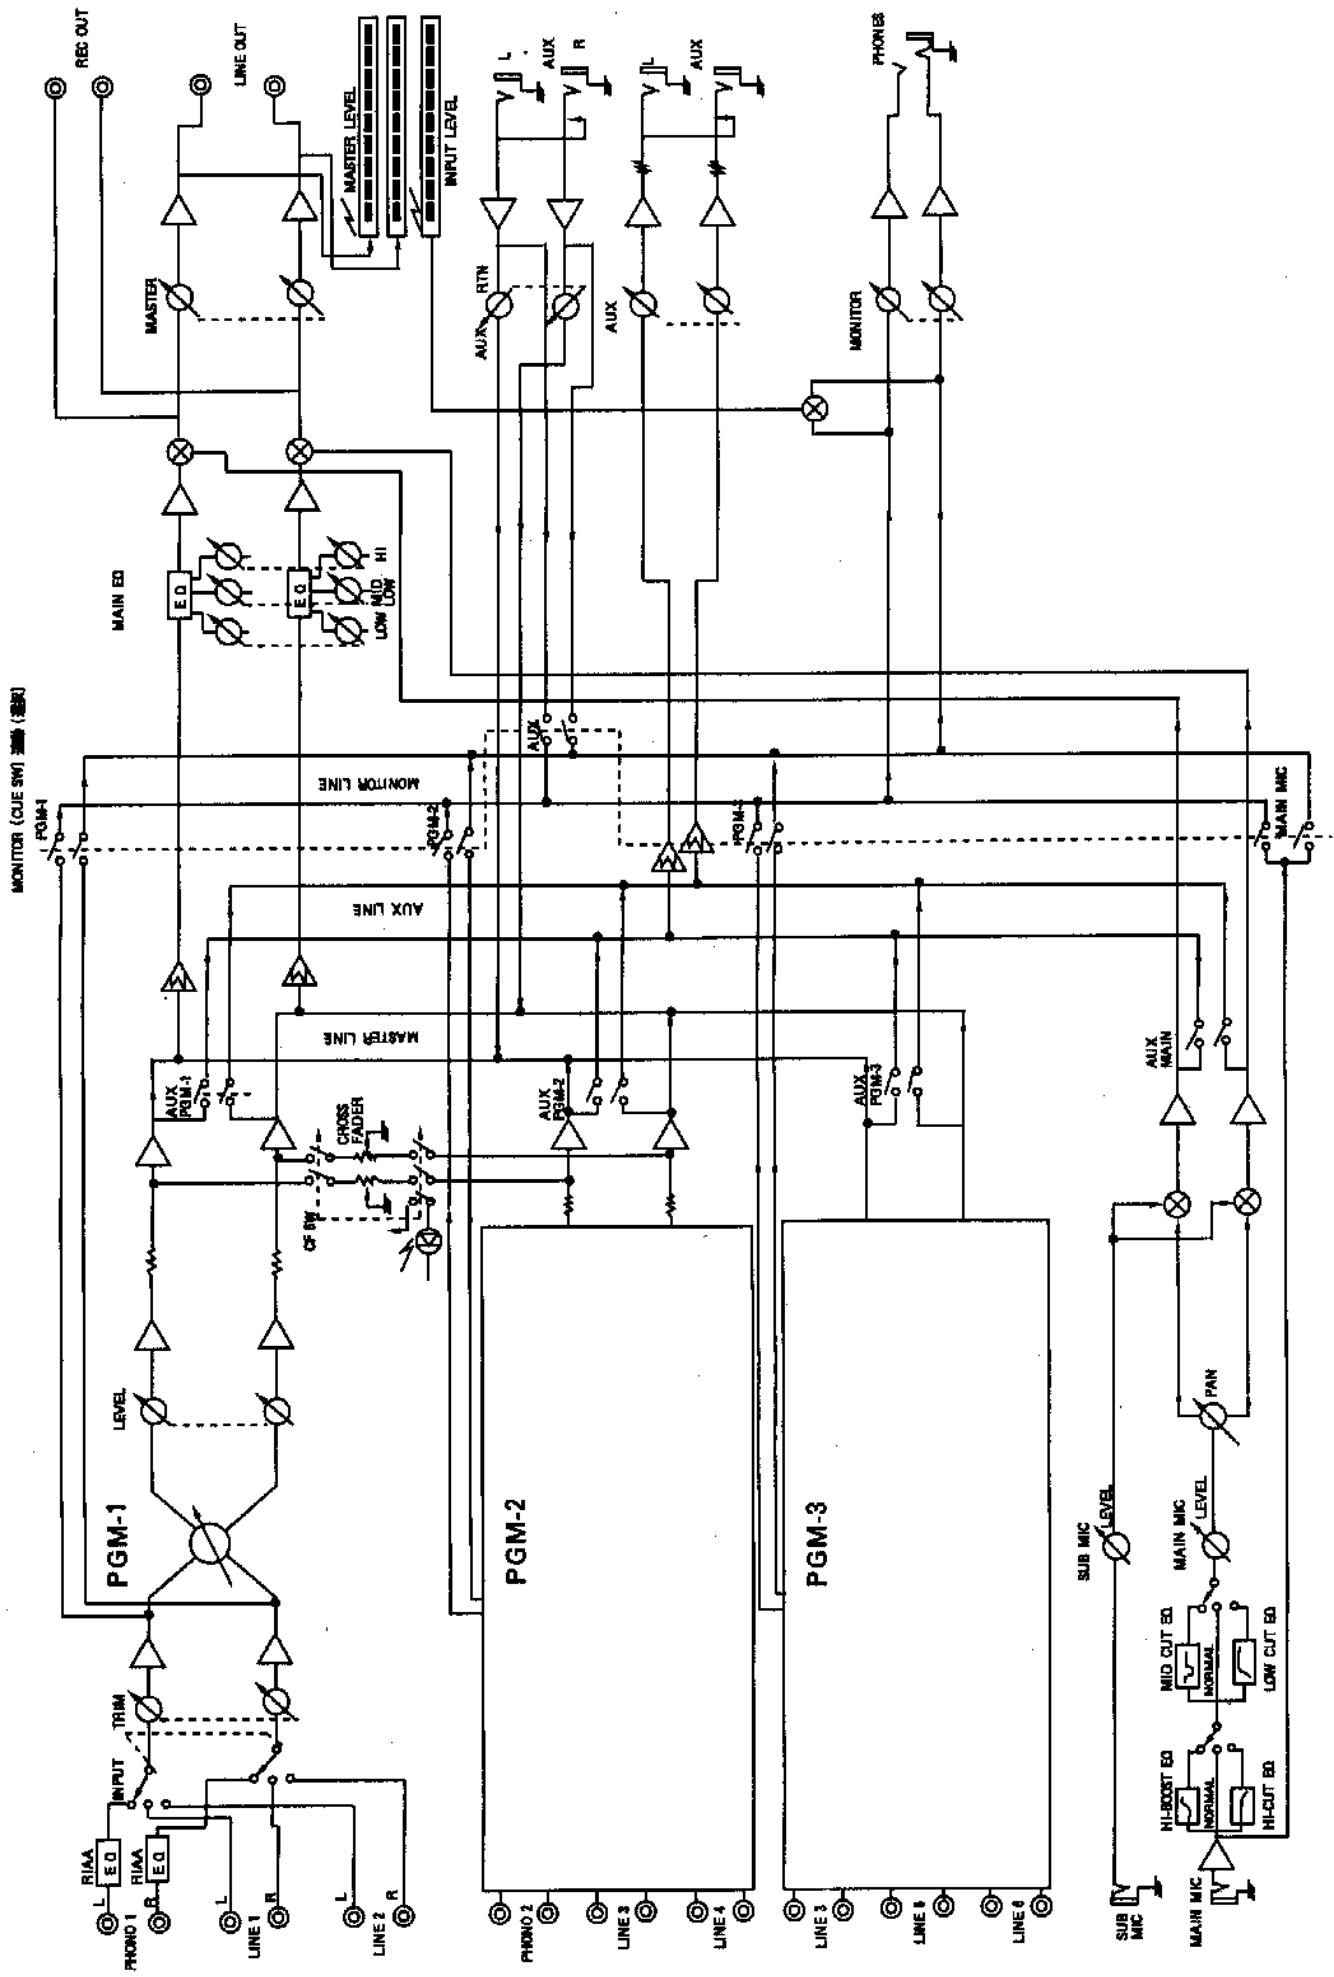 REC OUT
LINE OUT
MASTER LEVEL
INPUT LEVEL
L
AUX
R
L
AUX
PHONES
MASTER
AUX
RTN
AUX
MONITOR
MAIN EQ
EQ
EQ
HI
MID
LOW
LOW
MONITOR (CUE SW)
PGM-1
MONITOR LINE
PGM-2
AUX
MAIN MIC
AUX LINE
MASTER LINE
AUX
PGM-1
CROSS
FADER
CF SW
AUX
PGM-2
AUX
PGM-3
AUX
MAIN
LEVEL
PGM-1
PGM-2
PGM-3
PAN
SUB MIC
LEVEL
MAIN MIC
LEVEL
TRIM
INPUT
MID CUT EQ
NORMAL
LOW CUT EQ
HI-BOOST EQ
NORMAL
HI-CUT EQ
RIAA
EQ
RIAA
EQ
L
R
PHONO 1
L
R
LINE 1
L
R
LINE 2
PHONO 2
LINE 3
LINE 4
LINE 3
LINE 5
LINE 6
SUB
MIC
MAIN MIC